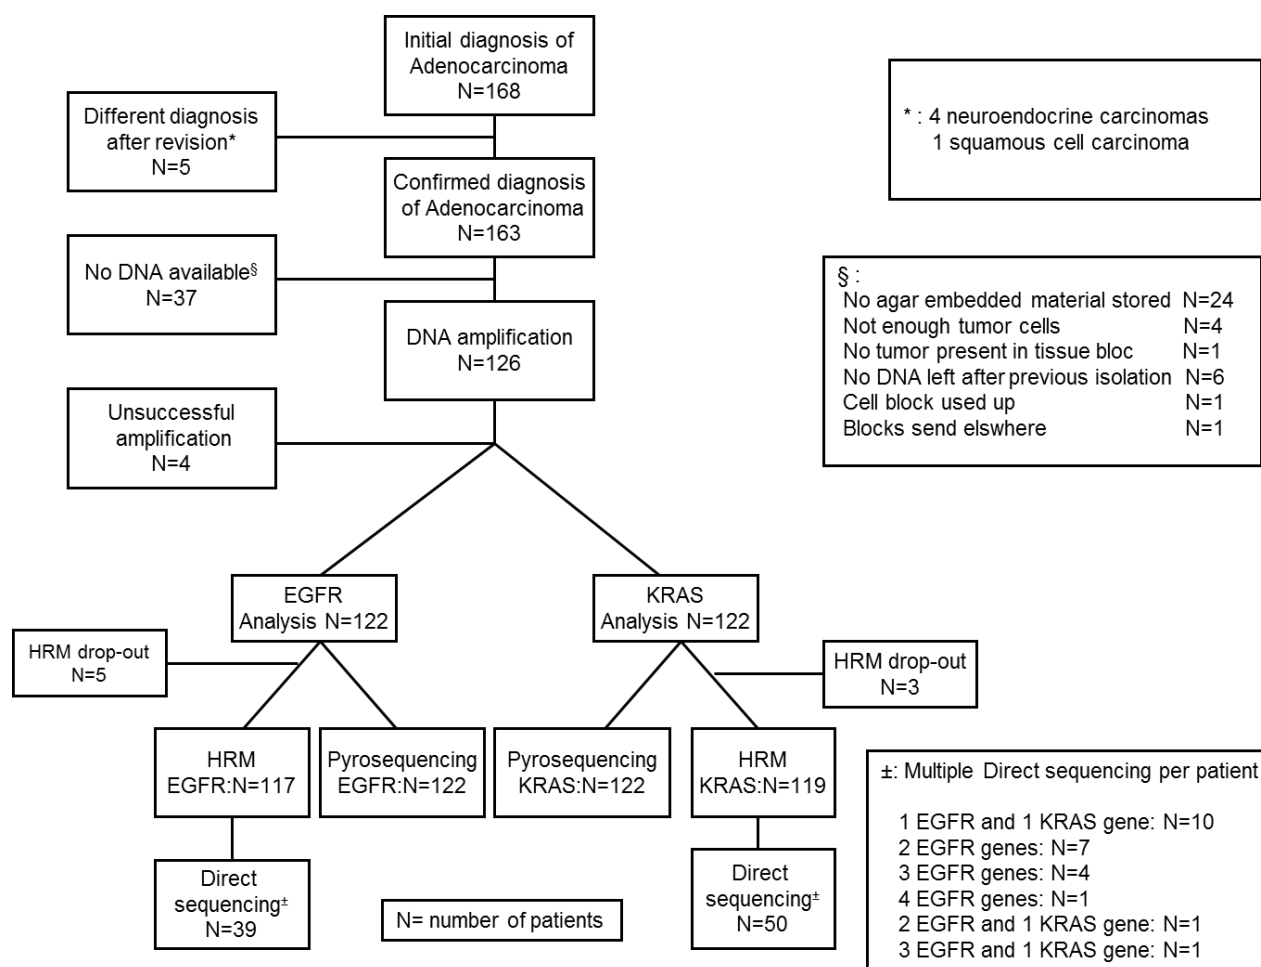 Initial diagnosis of
Adenocarcinoma
N=168
Different diagnosis
after revision*
N=5
* : 4 neuroendocrine carcinomas
1 squamous cell carcinoma
Confirmed diagnosis
of Adenocarcinoma
N=163
No DNA available§
N=37
§ :
No agar embedded material stored N=24
Not enough tumor cells N=4
No tumor present in tissue bloc N=1
No DNA left after previous isolation N=6
Cell block used up N=1
Blocks send elswhere N=1
DNA amplification
N=126
Unsuccessful
amplification
N=4
EGFR
Analysis N=122
KRAS
Analysis N=122
HRM drop-out
N=5
HRM drop-out
N=3
HRM
EGFR:N=117
Pyrosequencing
EGFR:N=122
Pyrosequencing
KRAS:N=122
HRM
KRAS:N=119
Direct
sequencing±
N=39
N= number of patients
Direct
sequencing±
N=50
±: Multiple Direct sequencing per patient
1 EGFR and 1 KRAS gene: N=10
2 EGFR genes: N=7
3 EGFR genes: N=4
4 EGFR genes: N=1
2 EGFR and 1 KRAS gene: N=1
3 EGFR and 1 KRAS gene: N=1